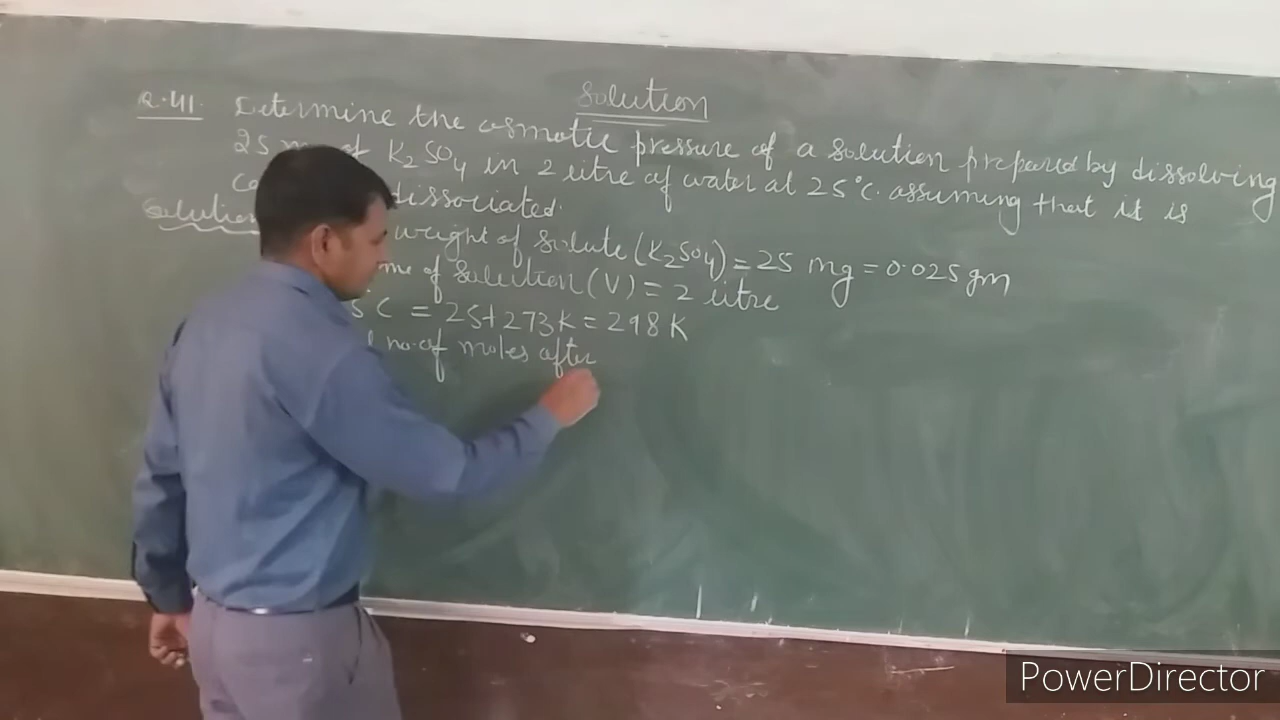 Solution
Q.41. Determine the osmotic pressure of a solution prepared by dissolving
25 m of K2SO4 in 2 litre of water at 25°C. assuming that it is
dissociated.
Solution weight of solute (K2SO4) = 25 mg = 0.025 gm
me of solution (V) = 2 litre
5 C = 25+273K = 298 K
l no. of moles after
PowerDirector